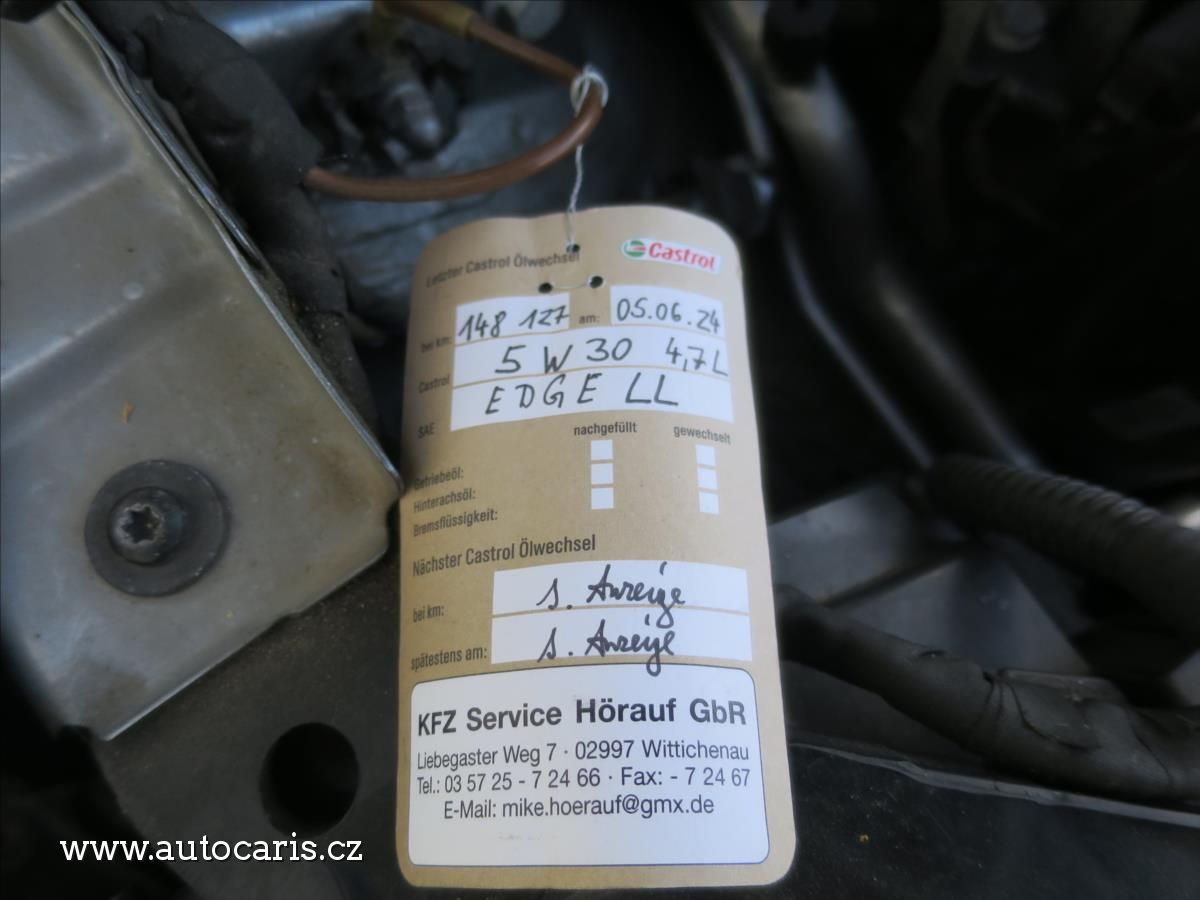 Letzter Castrol Ölwechsel
Castrol
bei km: 148 127 am: 05.06.24
Castrol 5W30 4,7L
SAE EDGE LL
nachgefüllt gewechselt
Getriebeöl:
Hinterachsöl:
Bremsflüssigkeit:
Nächster Castrol Ölwechsel
bei km: s. Anzeige
spätestens am: s. Anzeige
KFZ Service Hörauf GbR
Liebegaster Weg 7 · 02997 Wittichenau
Tel.: 03 57 25 - 7 24 66 · Fax: - 7 24 67
E-Mail: mike.hoerauf@gmx.de
www.autocaris.cz